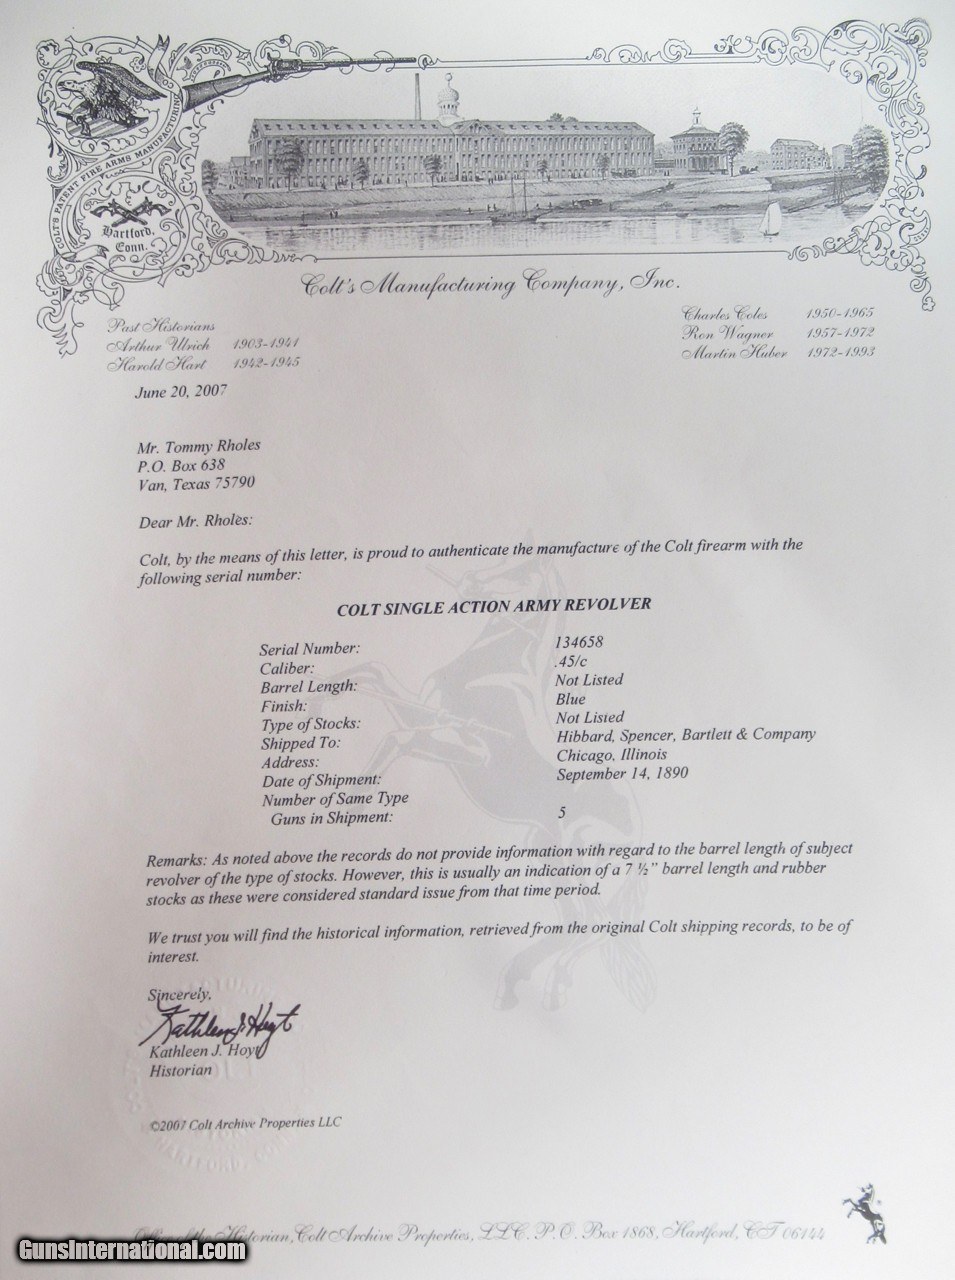 COLT'S PATENT FIRE ARMS MANUFACTURING CO
Hartford,
Conn.
Colt's Manufacturing Company, Inc.
Past Historians
Arthur Ulrich 1903-1941
Harold Hart 1942-1945
Charles Coles 1950-1965
Ron Wagner 1957-1972
Martin Huber 1972-1993
June 20, 2007
Mr. Tommy Rholes
P.O. Box 638
Van, Texas 75790
Dear Mr. Rholes:
Colt, by the means of this letter, is proud to authenticate the manufacture of the Colt firearm with the
following serial number:
COLT SINGLE ACTION ARMY REVOLVER
Serial Number: 134658
Caliber: .45/c
Barrel Length: Not Listed
Finish: Blue
Type of Stocks: Not Listed
Shipped To: Hibbard, Spencer, Bartlett & Company
Address: Chicago, Illinois
Date of Shipment: September 14, 1890
Number of Same Type
Guns in Shipment: 5
Remarks: As noted above the records do not provide information with regard to the barrel length of subject
revolver of the type of stocks. However, this is usually an indication of a 7 ½" barrel length and rubber
stocks as these were considered standard issue from that time period.
We trust you will find the historical information, retrieved from the original Colt shipping records, to be of
interest.
Sincerely,
Kathleen J. Hoyt
Kathleen J. Hoyt
Historian
©2007 Colt Archive Properties LLC
Office of the Historian, Colt Archive Properties, LLC. P.O. Box 1868, Hartford, CT 06144
GunsInternational.com